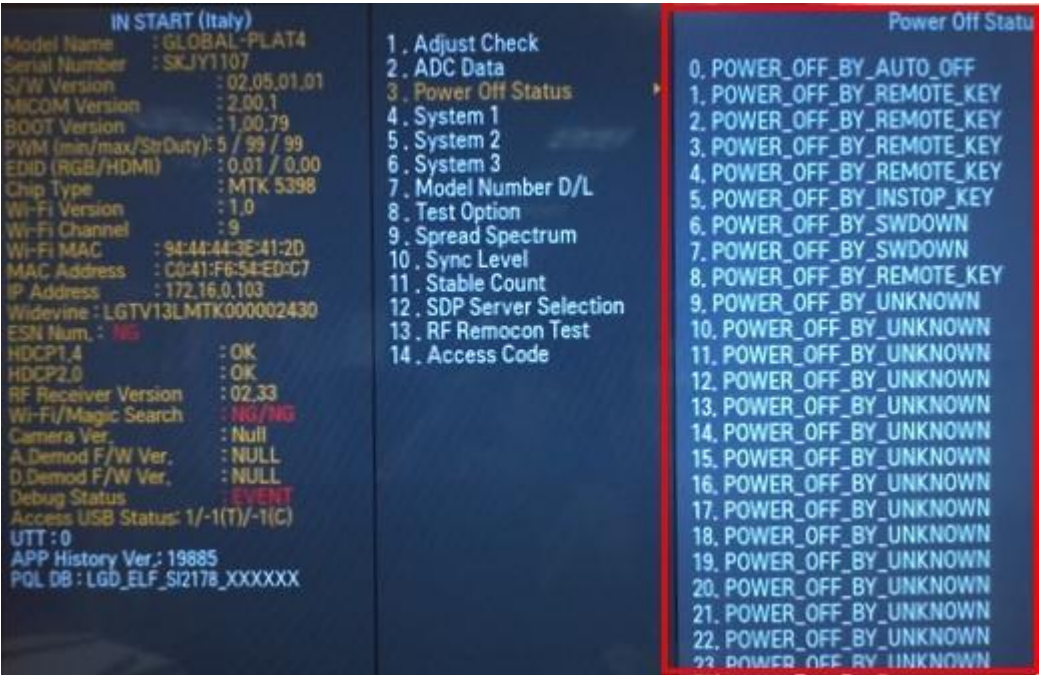 IN START (Italy)
Model Name : GLOBAL-PLAT4
Serial Number : SKJY1107
S/W Version : 02.05.01.01
MICOM Version : 2.00.1
BOOT Version : 1.00.79
PWM (min/max/StrDuty): 5 / 99 / 99
EDID (RGB/HDMI) : 0.01 / 0.00
Chip Type : MTK 5398
Wi-Fi Version : 1.0
Wi-Fi Channel : 9
Wi-Fi MAC : 94:44:44:3E:41:2D
MAC Address : C0:41:F6:54:ED:C7
IP Address : 172.16.0.103
Widevine : LGTV13LMTK000002430
ESN Num. : NG
HDCP1.4 : OK
HDCP2.0 : OK
RF Receiver Version : 02.33
Wi-Fi/Magic Search : NG/NG
Camera Ver. : Null
A.Demod F/W Ver. : NULL
D.Demod F/W Ver. : NULL
Debug Status : EVENT
Access USB Status: 1/-1(T)/-1(C)
UTT : 0
APP History Ver.: 19885
PQL DB : LGD_ELF_SI2178_XXXXXX
1. Adjust Check
2. ADC Data
3. Power Off Status
4. System 1
5. System 2
6. System 3
7. Model Number D/L
8. Test Option
9. Spread Spectrum
10. Sync Level
11. Stable Count
12. SDP Server Selection
13. RF Remocon Test
14. Access Code
Power Off Statu
0. POWER_OFF_BY_AUTO_OFF
1. POWER_OFF_BY_REMOTE_KEY
2. POWER_OFF_BY_REMOTE_KEY
3. POWER_OFF_BY_REMOTE_KEY
4. POWER_OFF_BY_REMOTE_KEY
5. POWER_OFF_BY_INSTOP_KEY
6. POWER_OFF_BY_SWDOWN
7. POWER_OFF_BY_SWDOWN
8. POWER_OFF_BY_REMOTE_KEY
9. POWER_OFF_BY_UNKNOWN
10. POWER_OFF_BY_UNKNOWN
11. POWER_OFF_BY_UNKNOWN
12. POWER_OFF_BY_UNKNOWN
13. POWER_OFF_BY_UNKNOWN
14. POWER_OFF_BY_UNKNOWN
15. POWER_OFF_BY_UNKNOWN
16. POWER_OFF_BY_UNKNOWN
17. POWER_OFF_BY_UNKNOWN
18. POWER_OFF_BY_UNKNOWN
19. POWER_OFF_BY_UNKNOWN
20. POWER_OFF_BY_UNKNOWN
21. POWER_OFF_BY_UNKNOWN
22. POWER_OFF_BY_UNKNOWN
23. POWER_OFF_BY_UNKNOWN